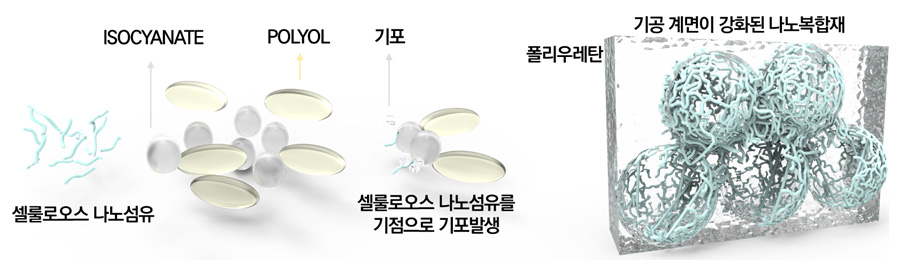 ISOCYANATE
POLYOL
기포
셀룰로오스 나노섬유
셀룰로오스 나노섬유를
기점으로 기포발생
기공 계면이 강화된 나노복합재
폴리우레탄